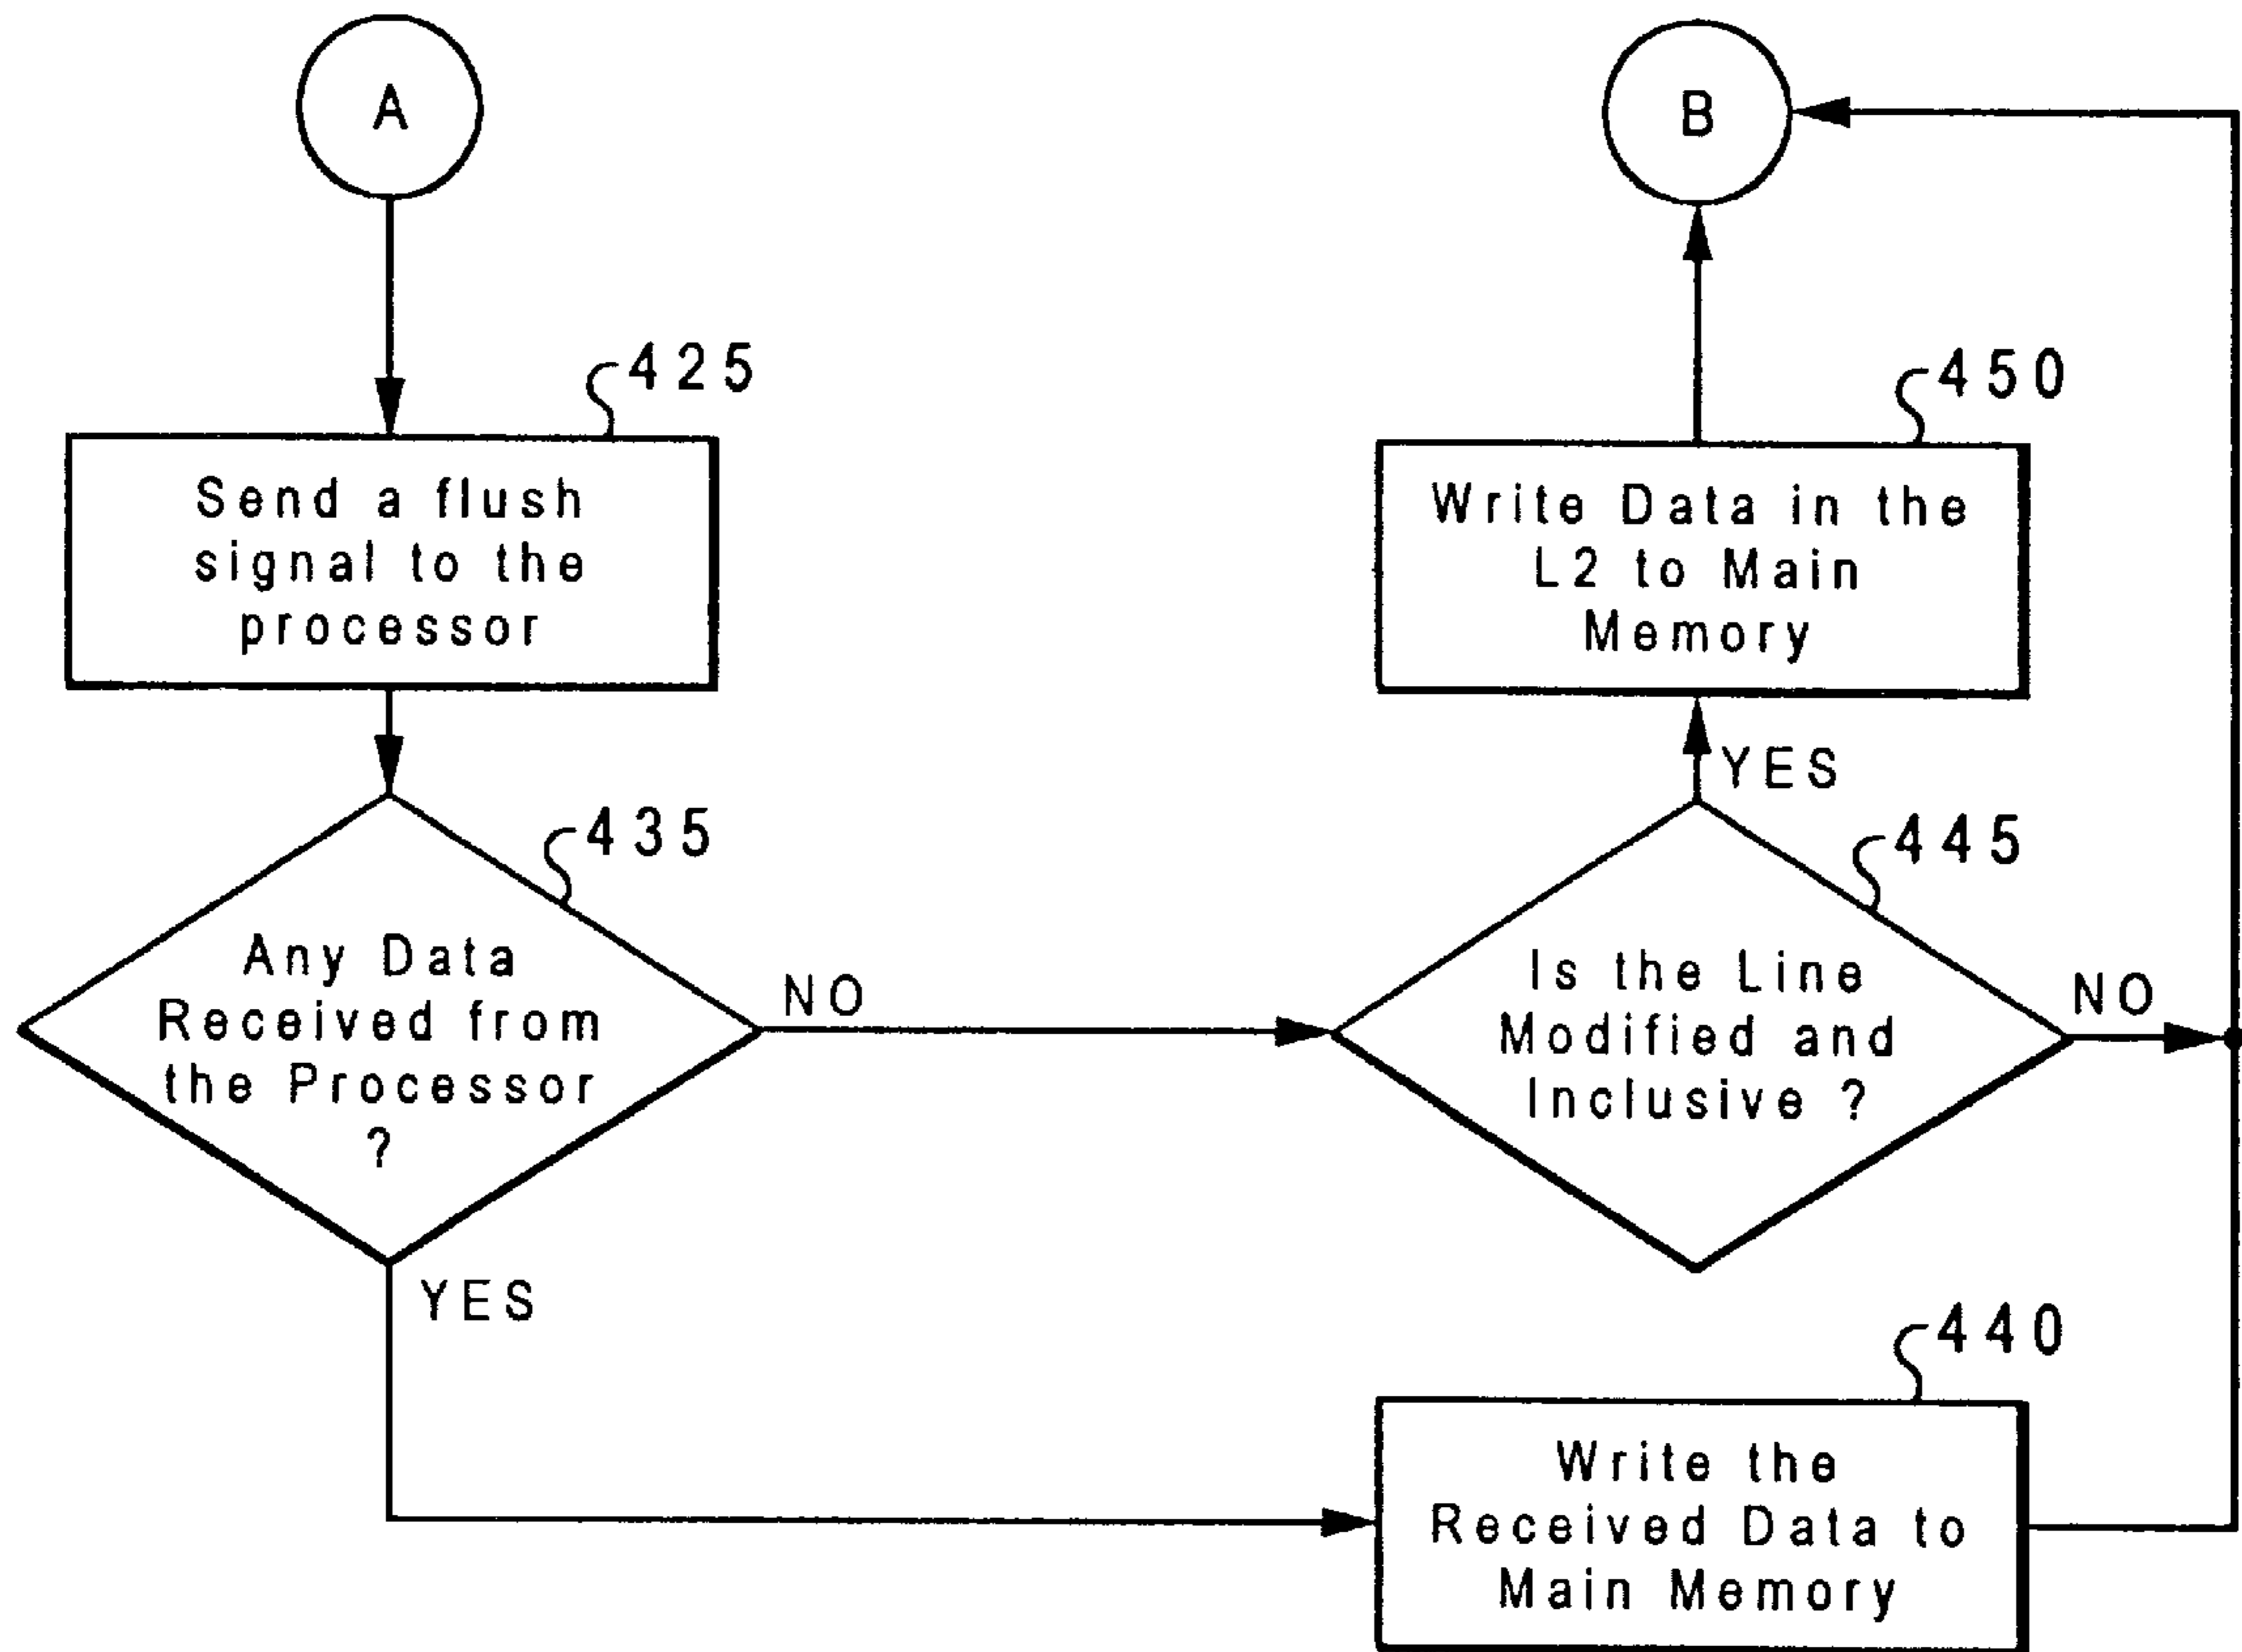 A
425
Send a flush
signal to the
processor
435
Any Data
Received from
the Processor
?
NO
YES
B
450
Write Data in the
L2 to Main
Memory
YES
445
Is the Line
Modified and
Inclusive ?
NO
440
Write the
Received Data to
Main Memory